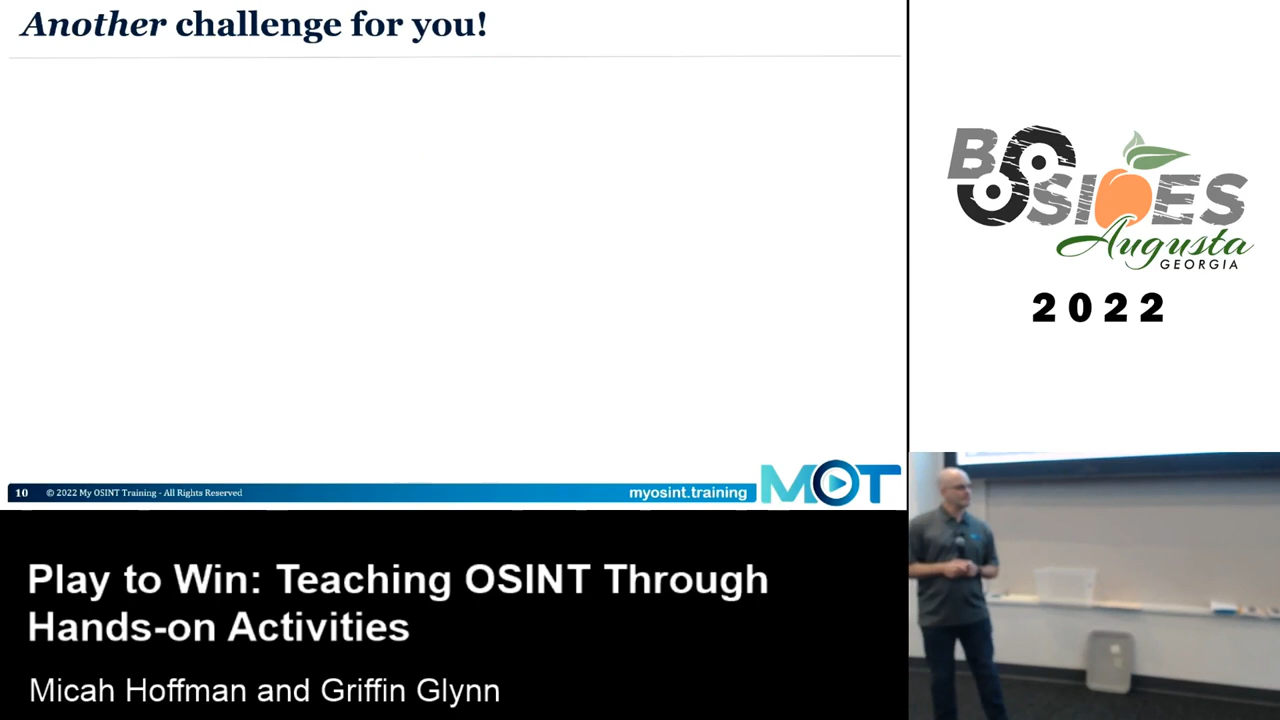 Another challenge for you!
10 © 2022 My OSINT Training - All Rights Reserved
myosint.training
MOT
Play to Win: Teaching OSINT Through
Hands-on Activities
Micah Hoffman and Griffin Glynn
BSIDES
Augusta
GEORGIA
2022